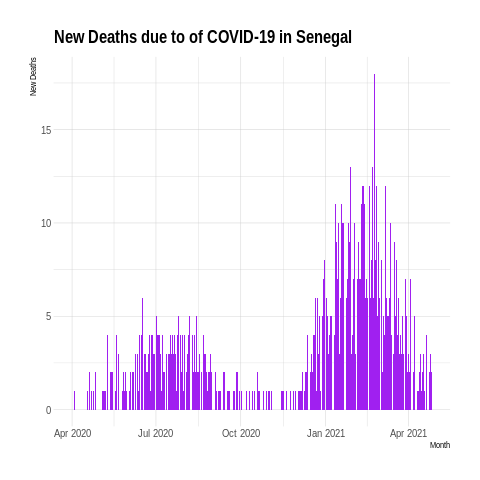 New Deaths due to of COVID-19 in Senegal
New Deaths
15
10
5
0
Apr 2020 Jul 2020 Oct 2020 Jan 2021 Apr 2021
Month